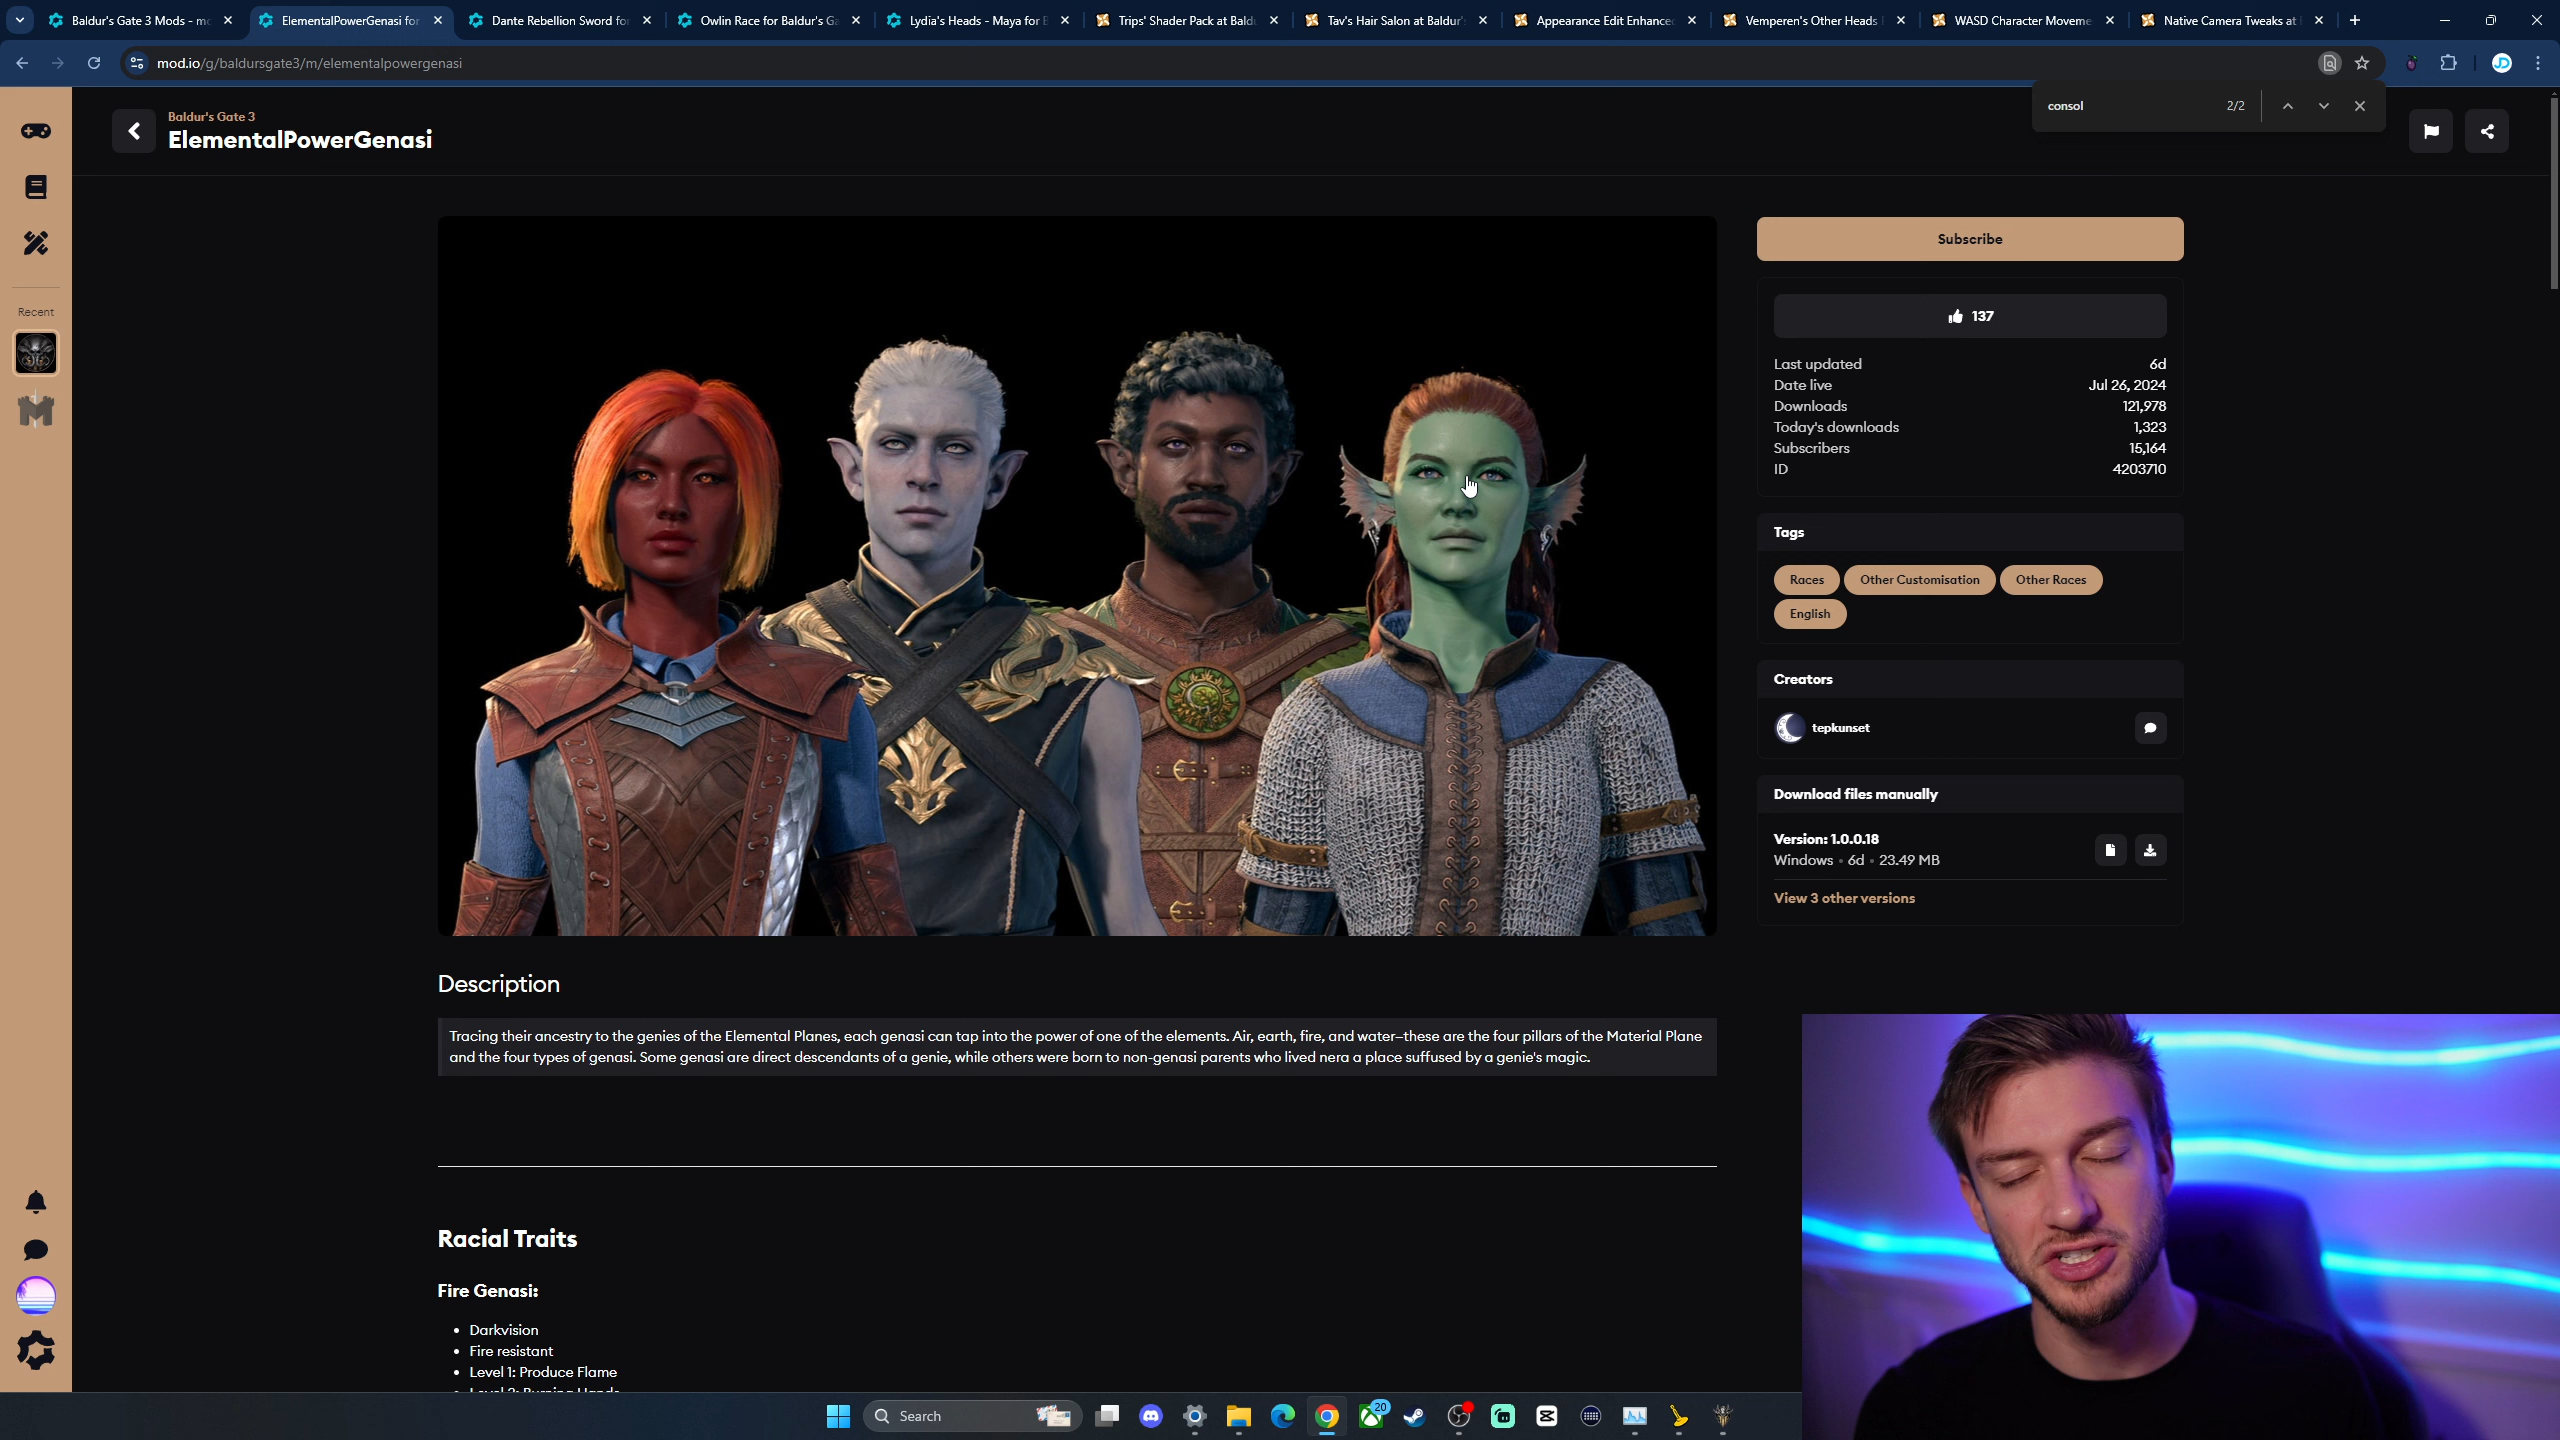 Baldur's Gate 3 Mods - mo
ElementalPowerGenasi for
Dante Rebellion Sword fo
Owlin Race for Baldur's Ga
Lydia's Heads - Maya for B
Trips' Shader Pack at Baldu
Tav's Hair Salon at Baldur's
Appearance Edit Enhanced
Vemperen's Other Heads
WASD Character Moveme
Native Camera Tweaks at
mod.io/g/baldursgate3/m/elementalpowergenasi
consol
2/2
Baldur's Gate 3
ElementalPowerGenasi
Recent
Subscribe
137
Last updated 6d
Date live Jul 26, 2024
Downloads 121,978
Today's downloads 1,323
Subscribers 15,164
ID 4203710
Tags
Races Other Customisation Other Races
English
Creators
tepkunset
Download files manually
Version: 1.0.0.18
Windows • 6d • 23.49 MB
View 3 other versions
Description
Tracing their ancestry to the genies of the Elemental Planes, each genasi can tap into the power of one of the elements. Air, earth, fire, and water—these are the four pillars of the Material Plane
and the four types of genasi. Some genasi are direct descendants of a genie, while others were born to non-genasi parents who lived nera a place suffused by a genie's magic.
Racial Traits
Fire Genasi:
• Darkvision
• Fire resistant
• Level 1: Produce Flame
Search
20